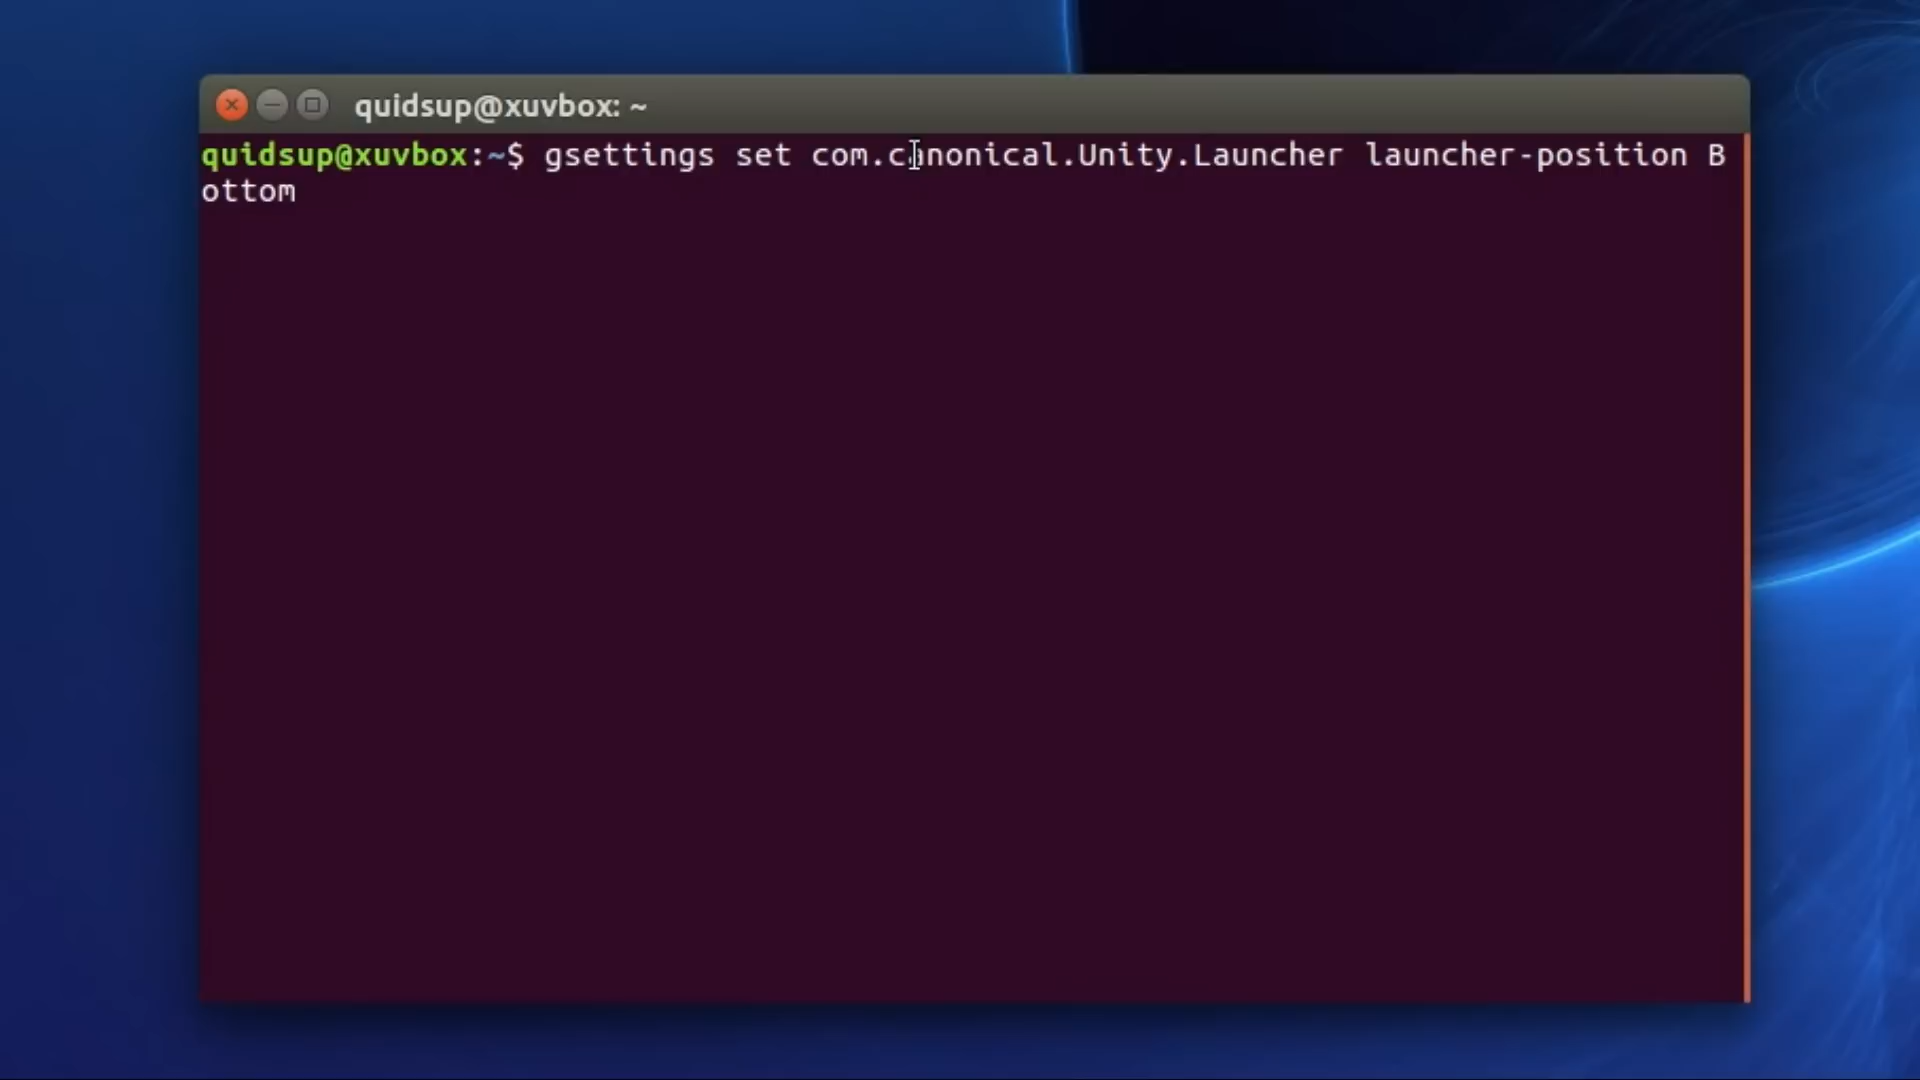 quidsup@xuvbox: ~
quidsup@xuvbox:~$ gsettings set com.canonical.Unity.Launcher launcher-position B
ottom